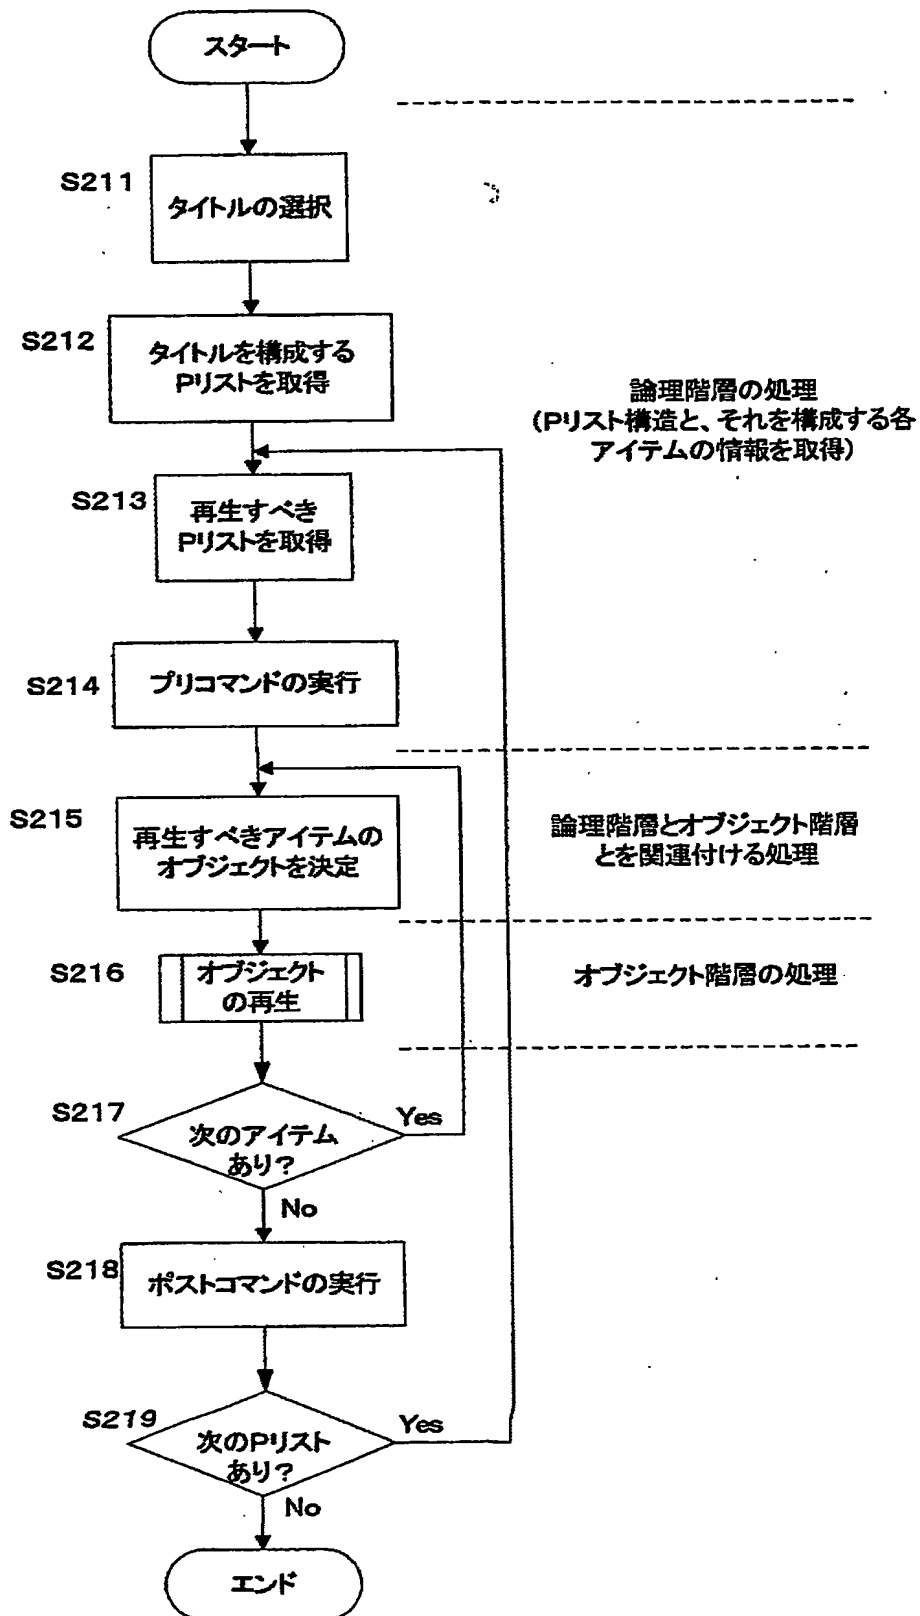 スタート
S211
タイトルの選択
S212
タイトルを構成する
Pリストを取得
論理階層の処理
(Pリスト構造と、それを構成する各
アイテムの情報を取得)
S213
再生すべき
Pリストを取得
S214
プリコマンドの実行
S215
再生すべきアイテムの
オブジェクトを決定
論理階層とオブジェクト階層
とを関連付ける処理
S216
オブジェクト
の再生
オブジェクト階層の処理
S217
次のアイテム
あり?
Yes
No
S218
ポストコマンドの実行
S219
次のPリスト
あり?
Yes
No
エンド